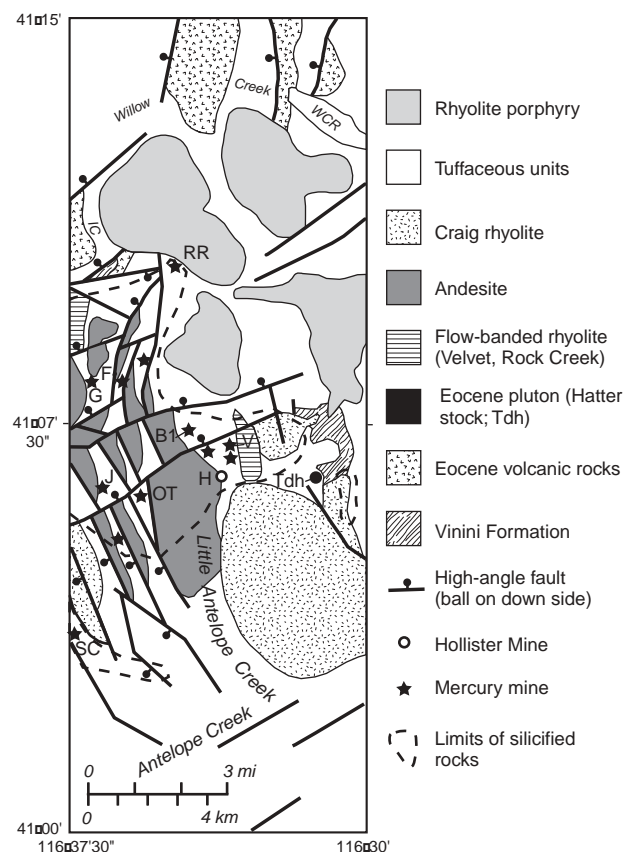 41□15'
Willow
Creek
WCR
IC
RR
F
G
41□07'
30"
B1
V
J
OT
H
Tdh
SC
Little Antelope Creek
Antelope Creek
0 3 mi
0 4 km
41□00'
116□37'30"
116□30'
Rhyolite porphyry
Tuffaceous units
Craig rhyolite
Andesite
Flow-banded rhyolite
(Velvet, Rock Creek)
Eocene pluton (Hatter
stock; Tdh)
Eocene volcanic rocks
Vinini Formation
High-angle fault
(ball on down side)
Hollister Mine
Mercury mine
Limits of silicified
rocks